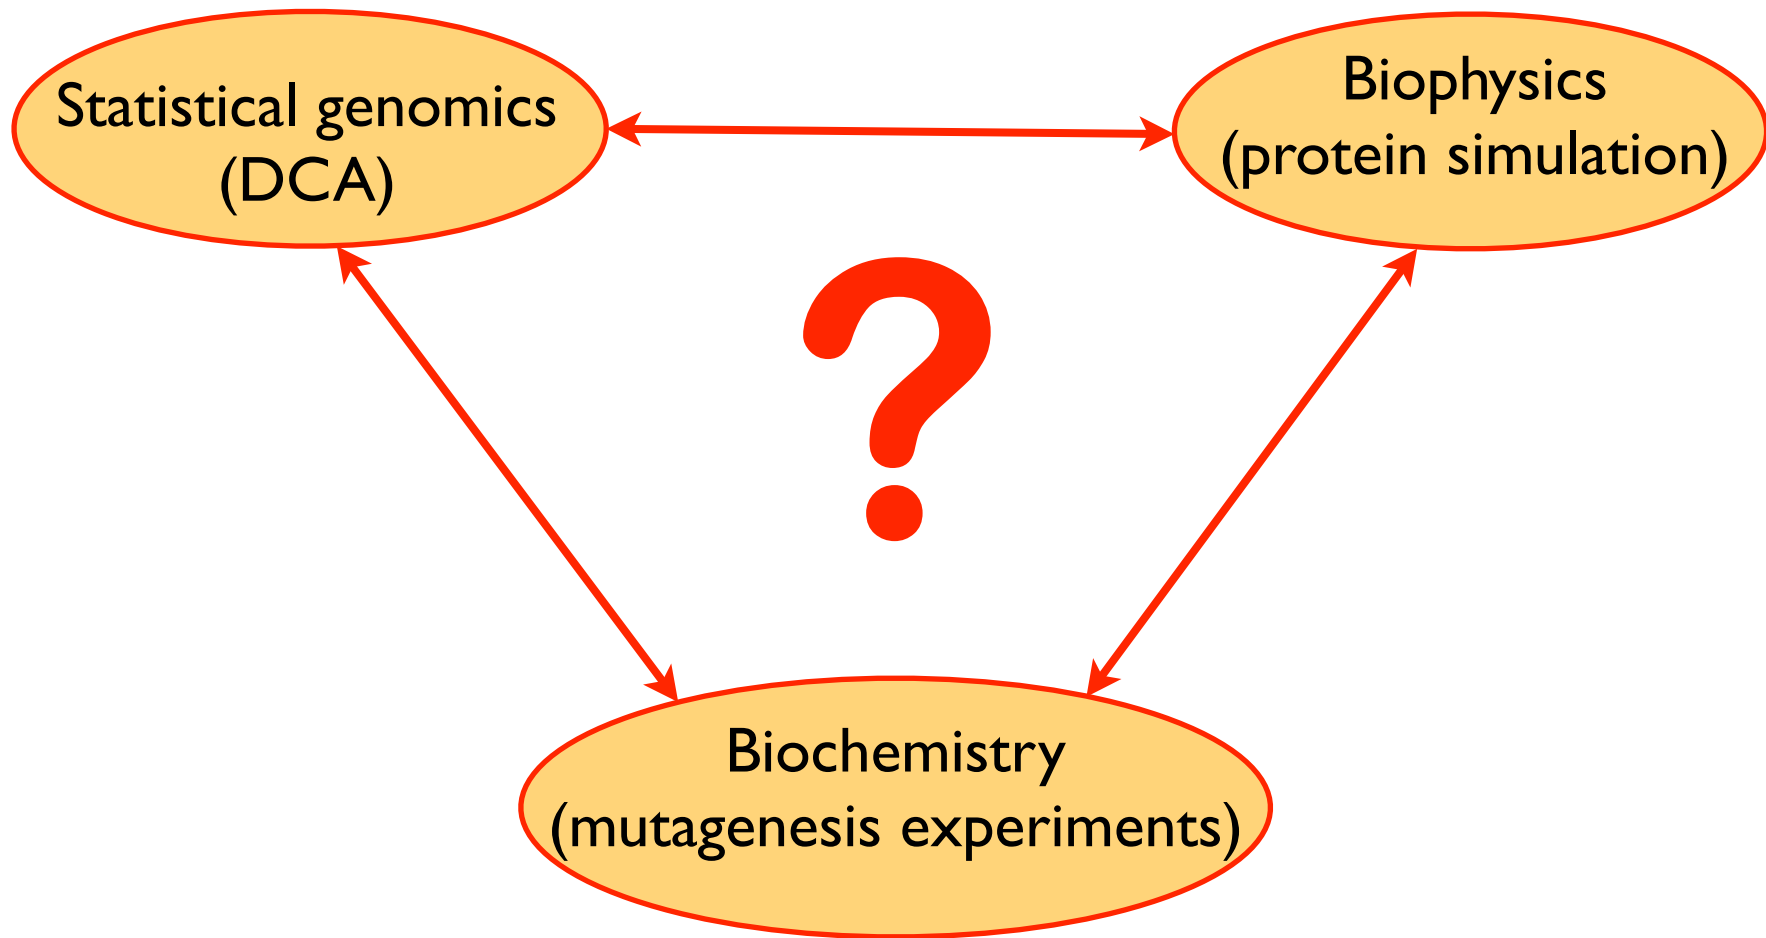 Statistical genomics
(DCA)
Biophysics
(protein simulation)
?
Biochemistry
(mutagenesis experiments)